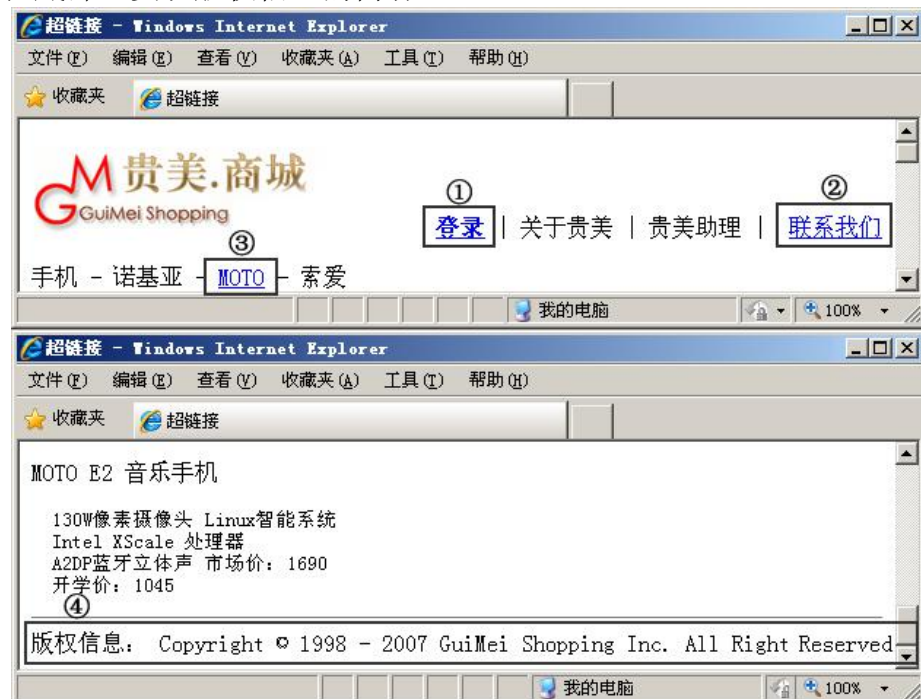 超链接 - Windows Internet Explorer
文件(F) 编辑(E) 查看(V) 收藏夹(A) 工具(T) 帮助(H)
收藏夹 超链接
贵美.商城
GuiMei Shopping
① ②
登录 | 关于贵美 | 贵美助理 | 联系我们
③
手机 - 诺基亚 - MOTO - 索爱
我的电脑 100%
超链接 - Windows Internet Explorer
文件(F) 编辑(E) 查看(V) 收藏夹(A) 工具(T) 帮助(H)
收藏夹 超链接
MOTO E2 音乐手机
130W像素摄像头 Linux智能系统
Intel XScale 处理器
A2DP蓝牙立体声 市场价: 1690
开学价: 1045
④
版权信息: Copyright © 1998 - 2007 GuiMei Shopping Inc. All Right Reserved
我的电脑 100%